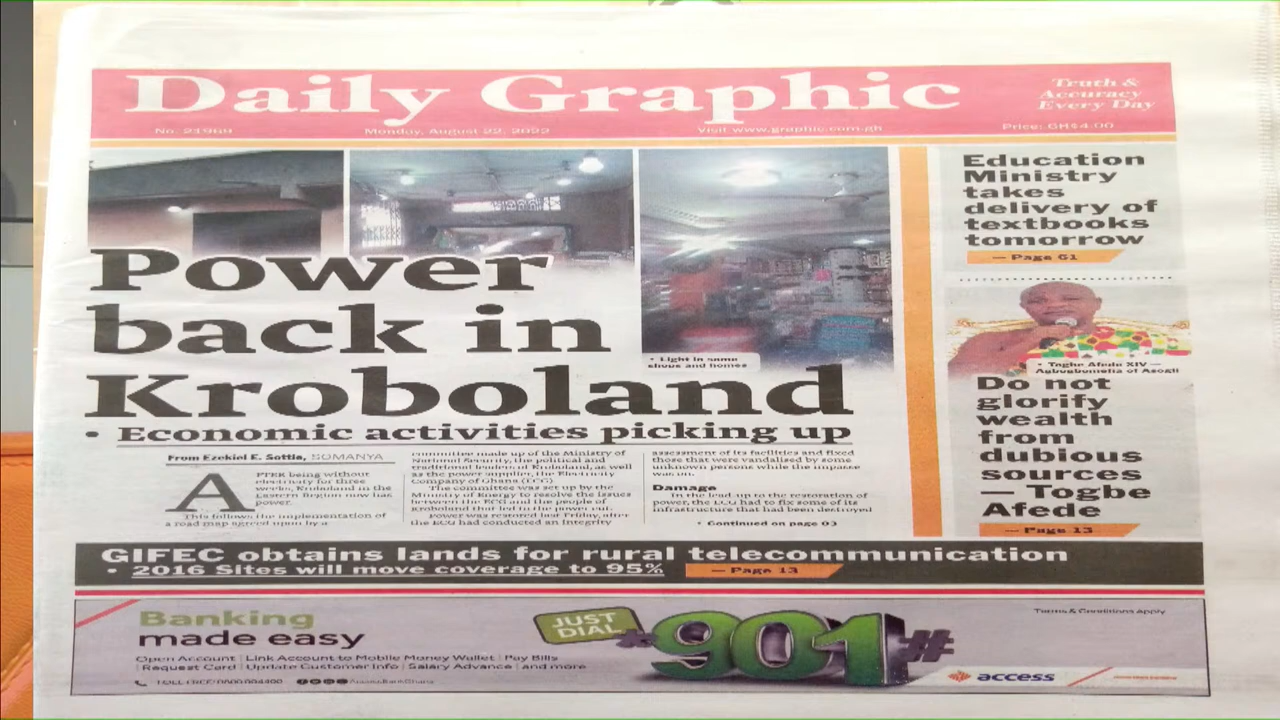 Daily Graphic
Truth &
Accuracy
Every Day
Monday, August 22, 2022
Visit www.graphic.com.gh
Price: GH¢4.00
Power
back in
Kroboland
• Economic activities picking up
• Light in some
shops and homes
From Ezekiel E. Sottie, SOMANYA
AFTER being without
electricity for three
weeks, Kroboland in the
Eastern Region now has
power.
This follows the implementation of
a road map agreed upon by a
committee made up of the Ministry of
National Security, the political and
traditional leaders of Kroboland, as well
as the power supplier, the Electricity
Company of Ghana (ECG).
The committee was set up by the
Ministry of Energy to resolve the issues
between the ECG and the people of
Kroboland that led to the power cut.
Power was restored last Friday, after
the ECG had conducted an integrity
assessment of its facilities and fixed
those that were vandalised by some
unknown persons while the impasse
was on.
Damage
In the lead-up to the restoration of
power, the ECG had to fix some of its
infrastructure that had been destroyed
• Continued on page 03
Education
Ministry
takes
delivery of
textbooks
tomorrow
— Page 61
• Togbe Afede XIV —
Agbogbomefia of Asogli
Do not
glorify
wealth
from
dubious
sources
— Togbe
Afede
— Page 13
GIFEC obtains lands for rural telecommunication
• 2016 Sites will move coverage to 95%
— Page 13
Banking
made easy
Open Account | Link Account to Mobile Money Wallet | Pay Bills
Request Card | Update Customer Info | Salary Advance | and more
JUST
DIAL
*901#
Terms & Conditions Apply
access